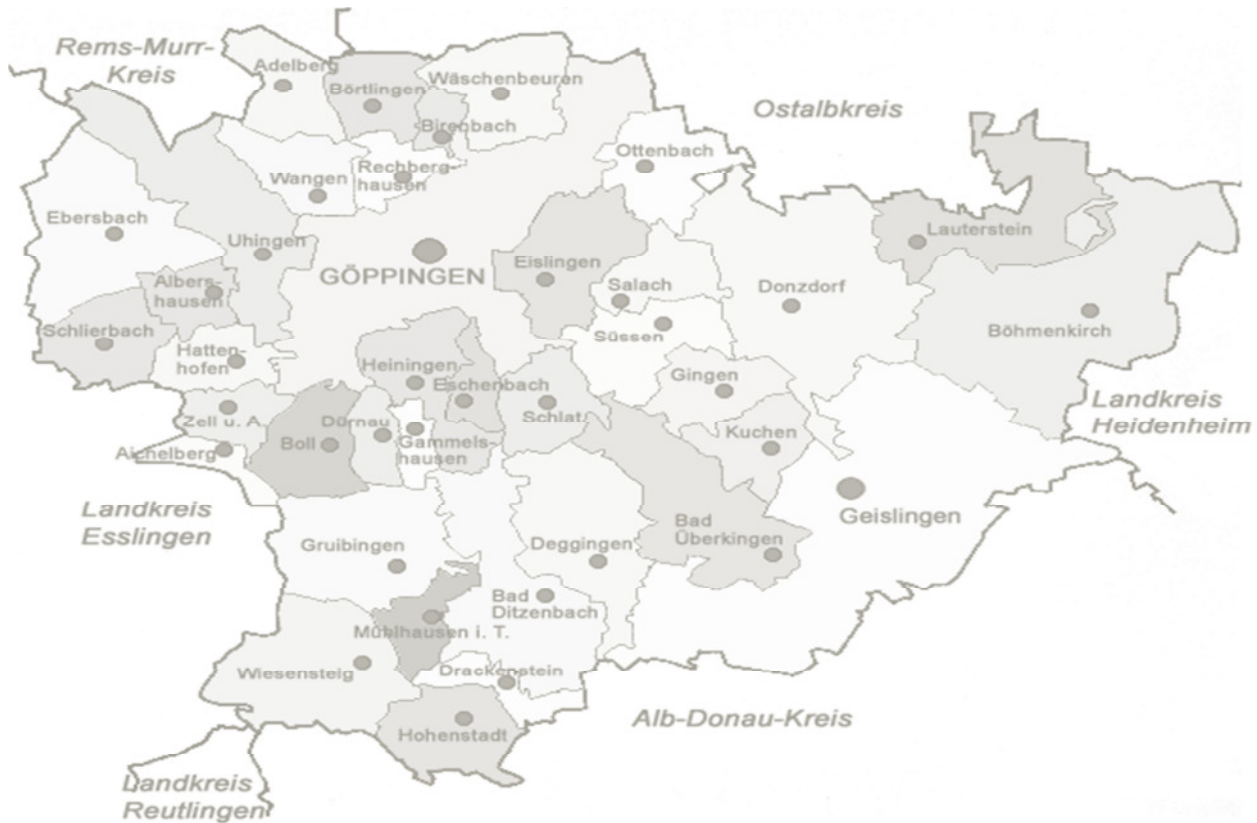 Rems-Murr-
Kreis
Adelberg
Börtlingen
Wäschenbeuren
Birenbach
Ostalbkreis
Ottenbach
Rechberg-
hausen
Wangen
Ebersbach
Uhingen
Lauterstein
GÖPPINGEN
Eislingen
Salach
Donzdorf
Albers-
hausen
Schlierbach
Süssen
Böhmenkirch
Hatten-
hofen
Heiningen
Eschenbach
Gingen
Landkreis
Heidenheim
Zell u. A.
Dürnau
Schlat
Boll
Gammels-
hausen
Kuchen
Aichelberg
Landkreis
Esslingen
Geislingen
Bad
Überkingen
Gruibingen
Deggingen
Bad
Ditzenbach
Mühlhausen i. T.
Wiesensteig
Drackenstein
Alb-Donau-Kreis
Hohenstadt
Landkreis
Reutlingen